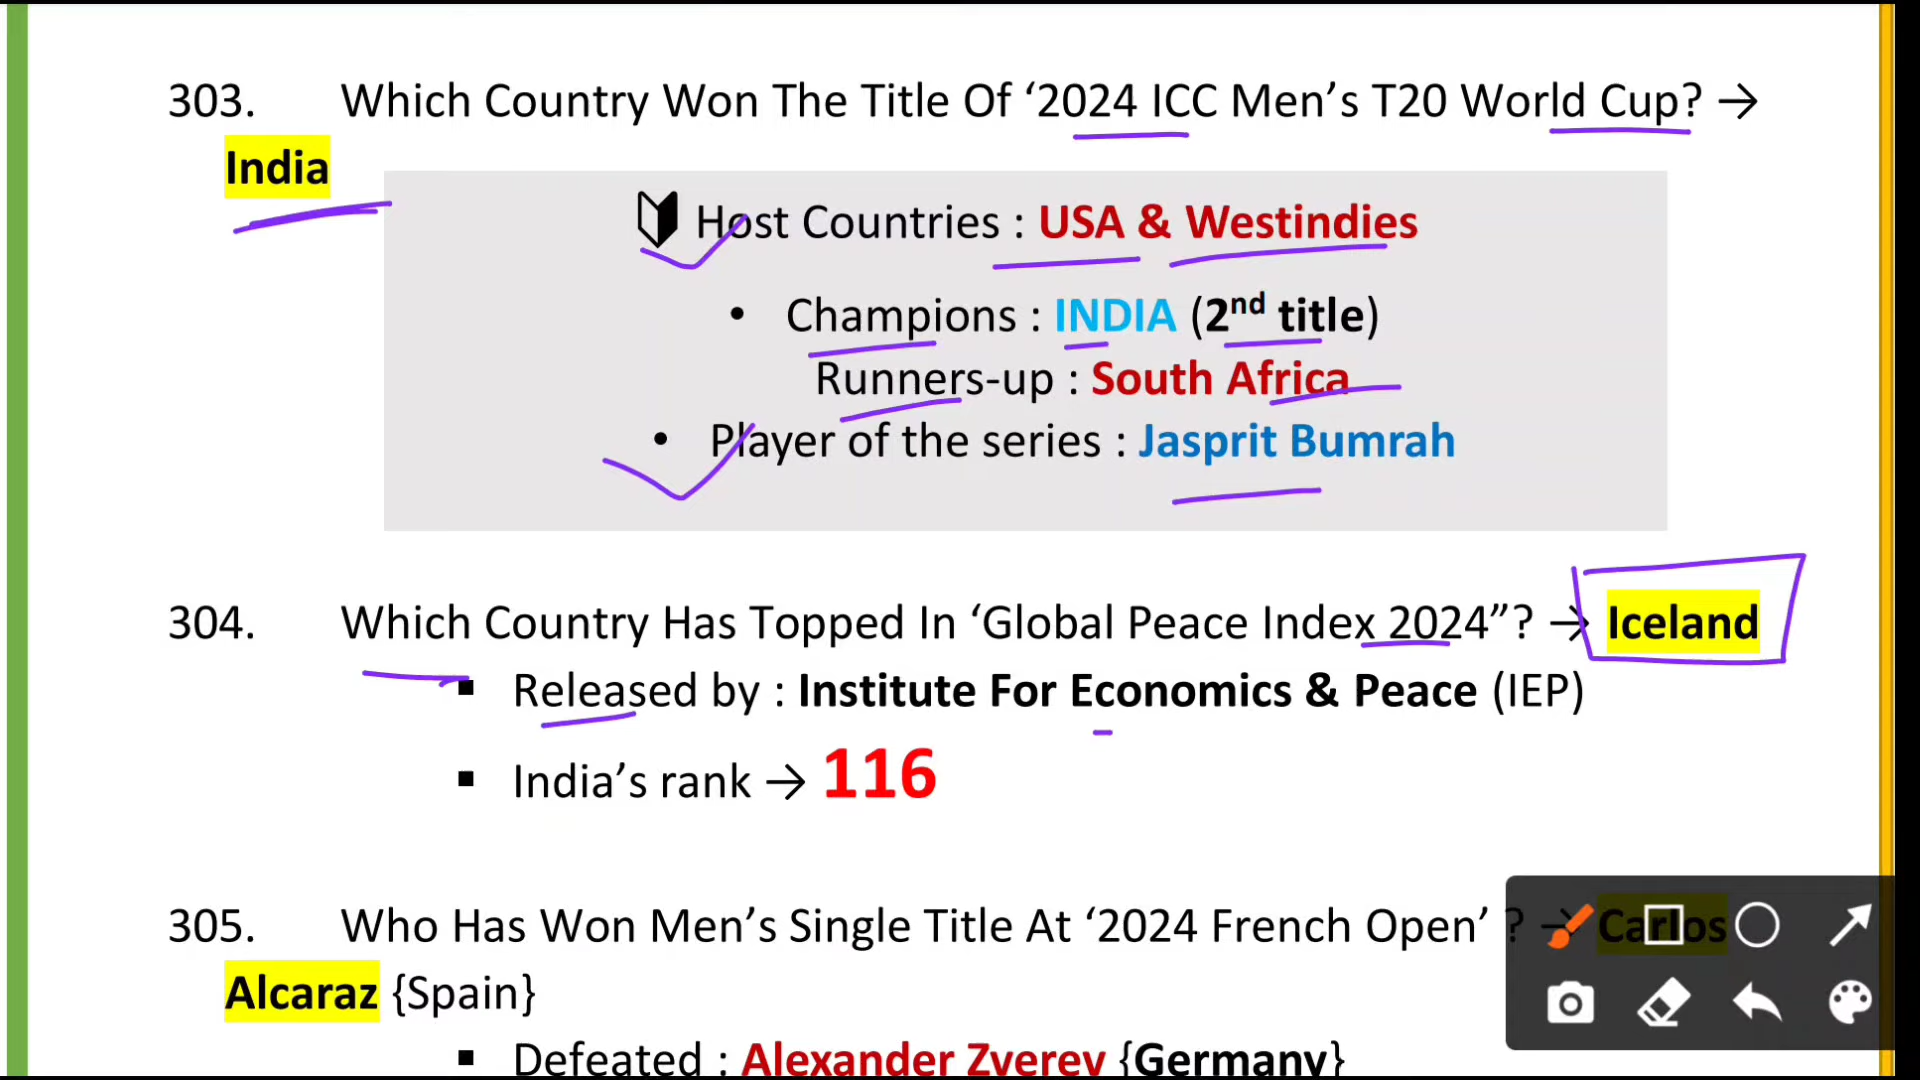 303. Which Country Won The Title Of ‘2024 ICC Men’s T20 World Cup? →
India
Host Countries : USA & Westindies
• Champions : INDIA (2nd title)
Runners-up : South Africa
• Player of the series : Jasprit Bumrah
304. Which Country Has Topped In ‘Global Peace Index 2024”? → Iceland
▪ Released by : Institute For Economics & Peace (IEP)
▪ India’s rank → 116
305. Who Has Won Men’s Single Title At ‘2024 French Open’ ? → Carlos
Alcaraz {Spain}
▪ Defeated : Alexander Zverev {Germany}